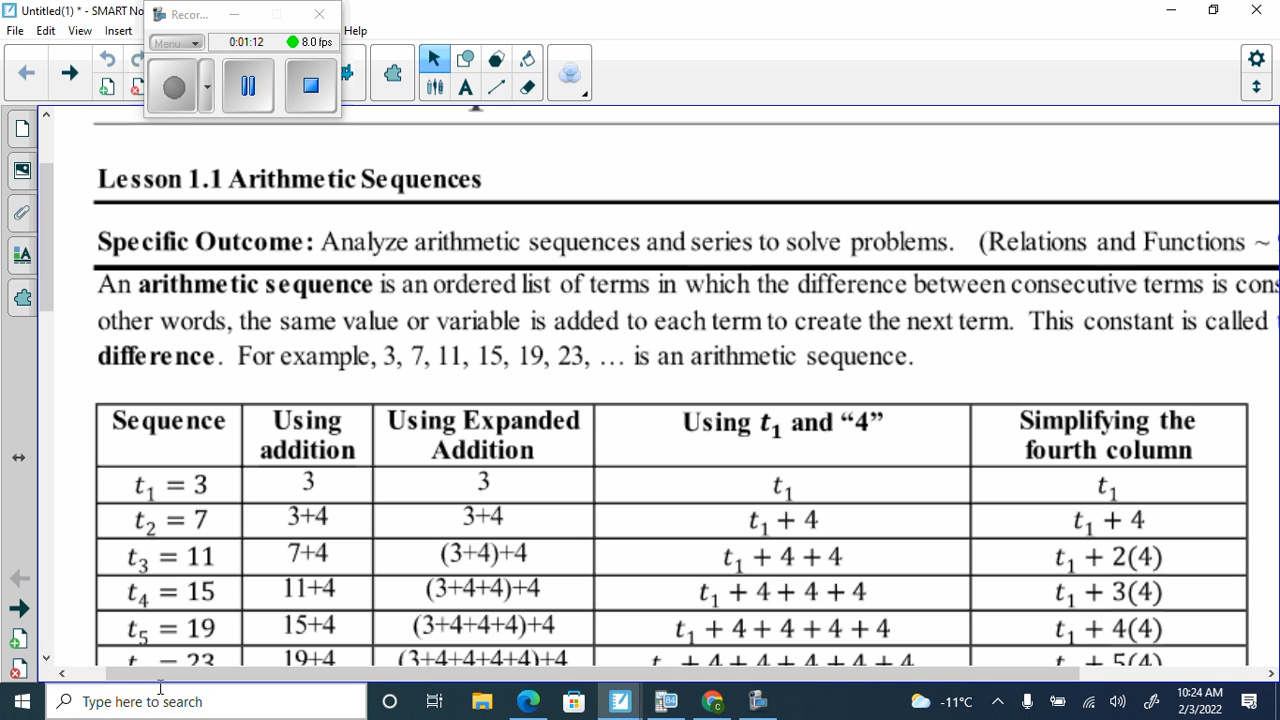 Untitled(1) * - SMART No
Recor...
File Edit View Insert Help
Menu 0:01:12 8.0 fps
Lesson 1.1 Arithmetic Sequences
Specific Outcome: Analyze arithmetic sequences and series to solve problems. (Relations and Functions ~
An arithmetic sequence is an ordered list of terms in which the difference between consecutive terms is cons
other words, the same value or variable is added to each term to create the next term. This constant is called
difference. For example, 3, 7, 11, 15, 19, 23, … is an arithmetic sequence.
Sequence Using addition Using Expanded Addition Using t₁ and “4” Simplifying the fourth column
t₁ = 3 3 3 t₁ t₁
t₂ = 7 3+4 3+4 t₁ + 4 t₁ + 4
t₃ = 11 7+4 (3+4)+4 t₁ + 4 + 4 t₁ + 2(4)
t₄ = 15 11+4 (3+4+4)+4 t₁ + 4 + 4 + 4 t₁ + 3(4)
t₅ = 19 15+4 (3+4+4+4)+4 t₁ + 4 + 4 + 4 + 4 t₁ + 4(4)
t = 23 19+4 (3+4+4+4+4)+4 t + 4 + 4 + 4 + 4 + 4 t + 5(4)
Type here to search
-11°C
10:24 AM
2/3/2022